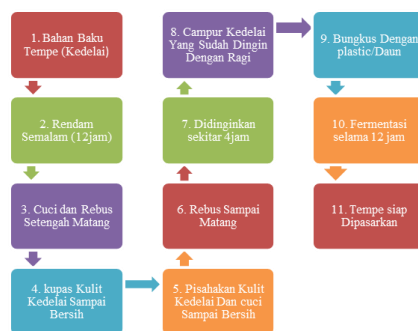 1. Bahan Baku
Tempe (Kedelai)
2. Rendam
Semalam (12jam)
3. Cuci dan Rebus
Setengah Matang
4. kupas Kulit
Kedelai Sampai
Bersih
5. Pisahakan Kulit
Kedelai Dan cuci
Sampai Bersih
6. Rebus Sampai
Matang
7. Didinginkan
sekitar 4jam
8. Campur Kedelai
Yang Sudah Dingin
Dengan Ragi
9. Bungkus Dengan
plastic/Daun
10. Fermentasi
selama 12 jam
11. Tempe siap
Dipasarkan